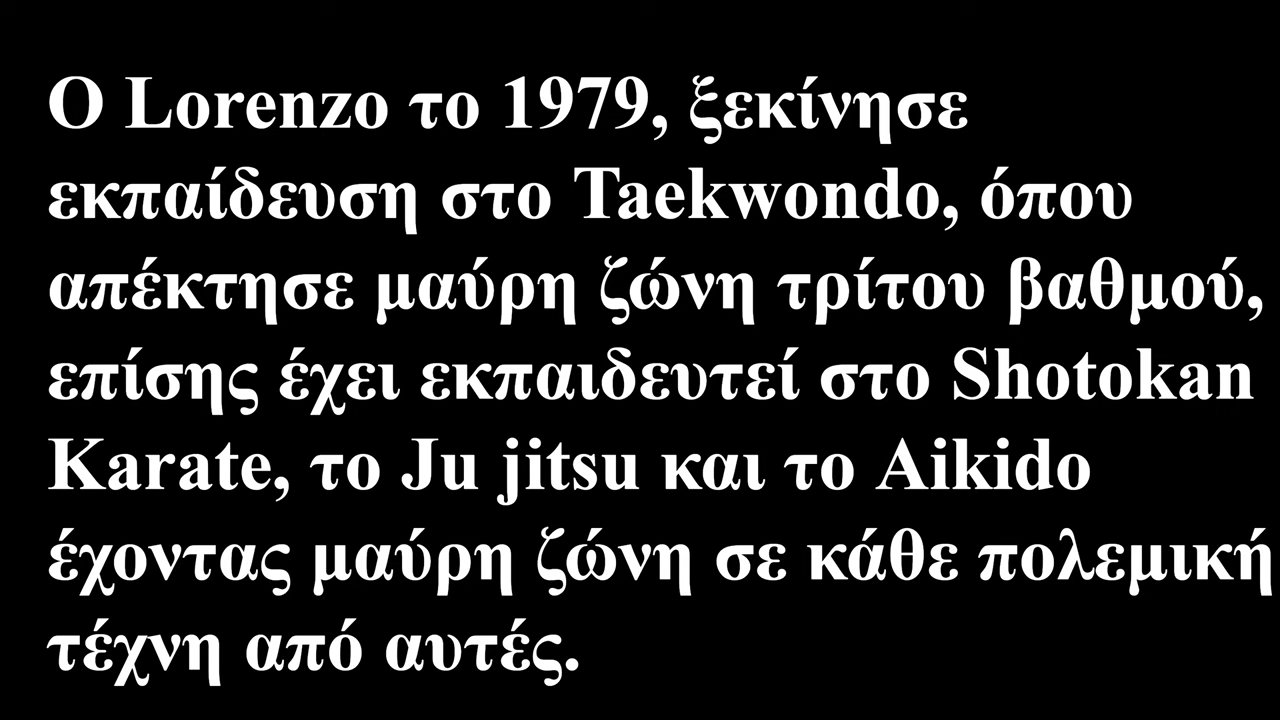 Ο Lorenzo το 1979, ξεκίνησε
εκπαίδευση στο Taekwondo, όπου
απέκτησε μαύρη ζώνη τρίτου βαθμού,
επίσης έχει εκπαιδευτεί στο Shotokan
Karate, το Ju jitsu και το Aikido
έχοντας μαύρη ζώνη σε κάθε πολεμική
τέχνη από αυτές.